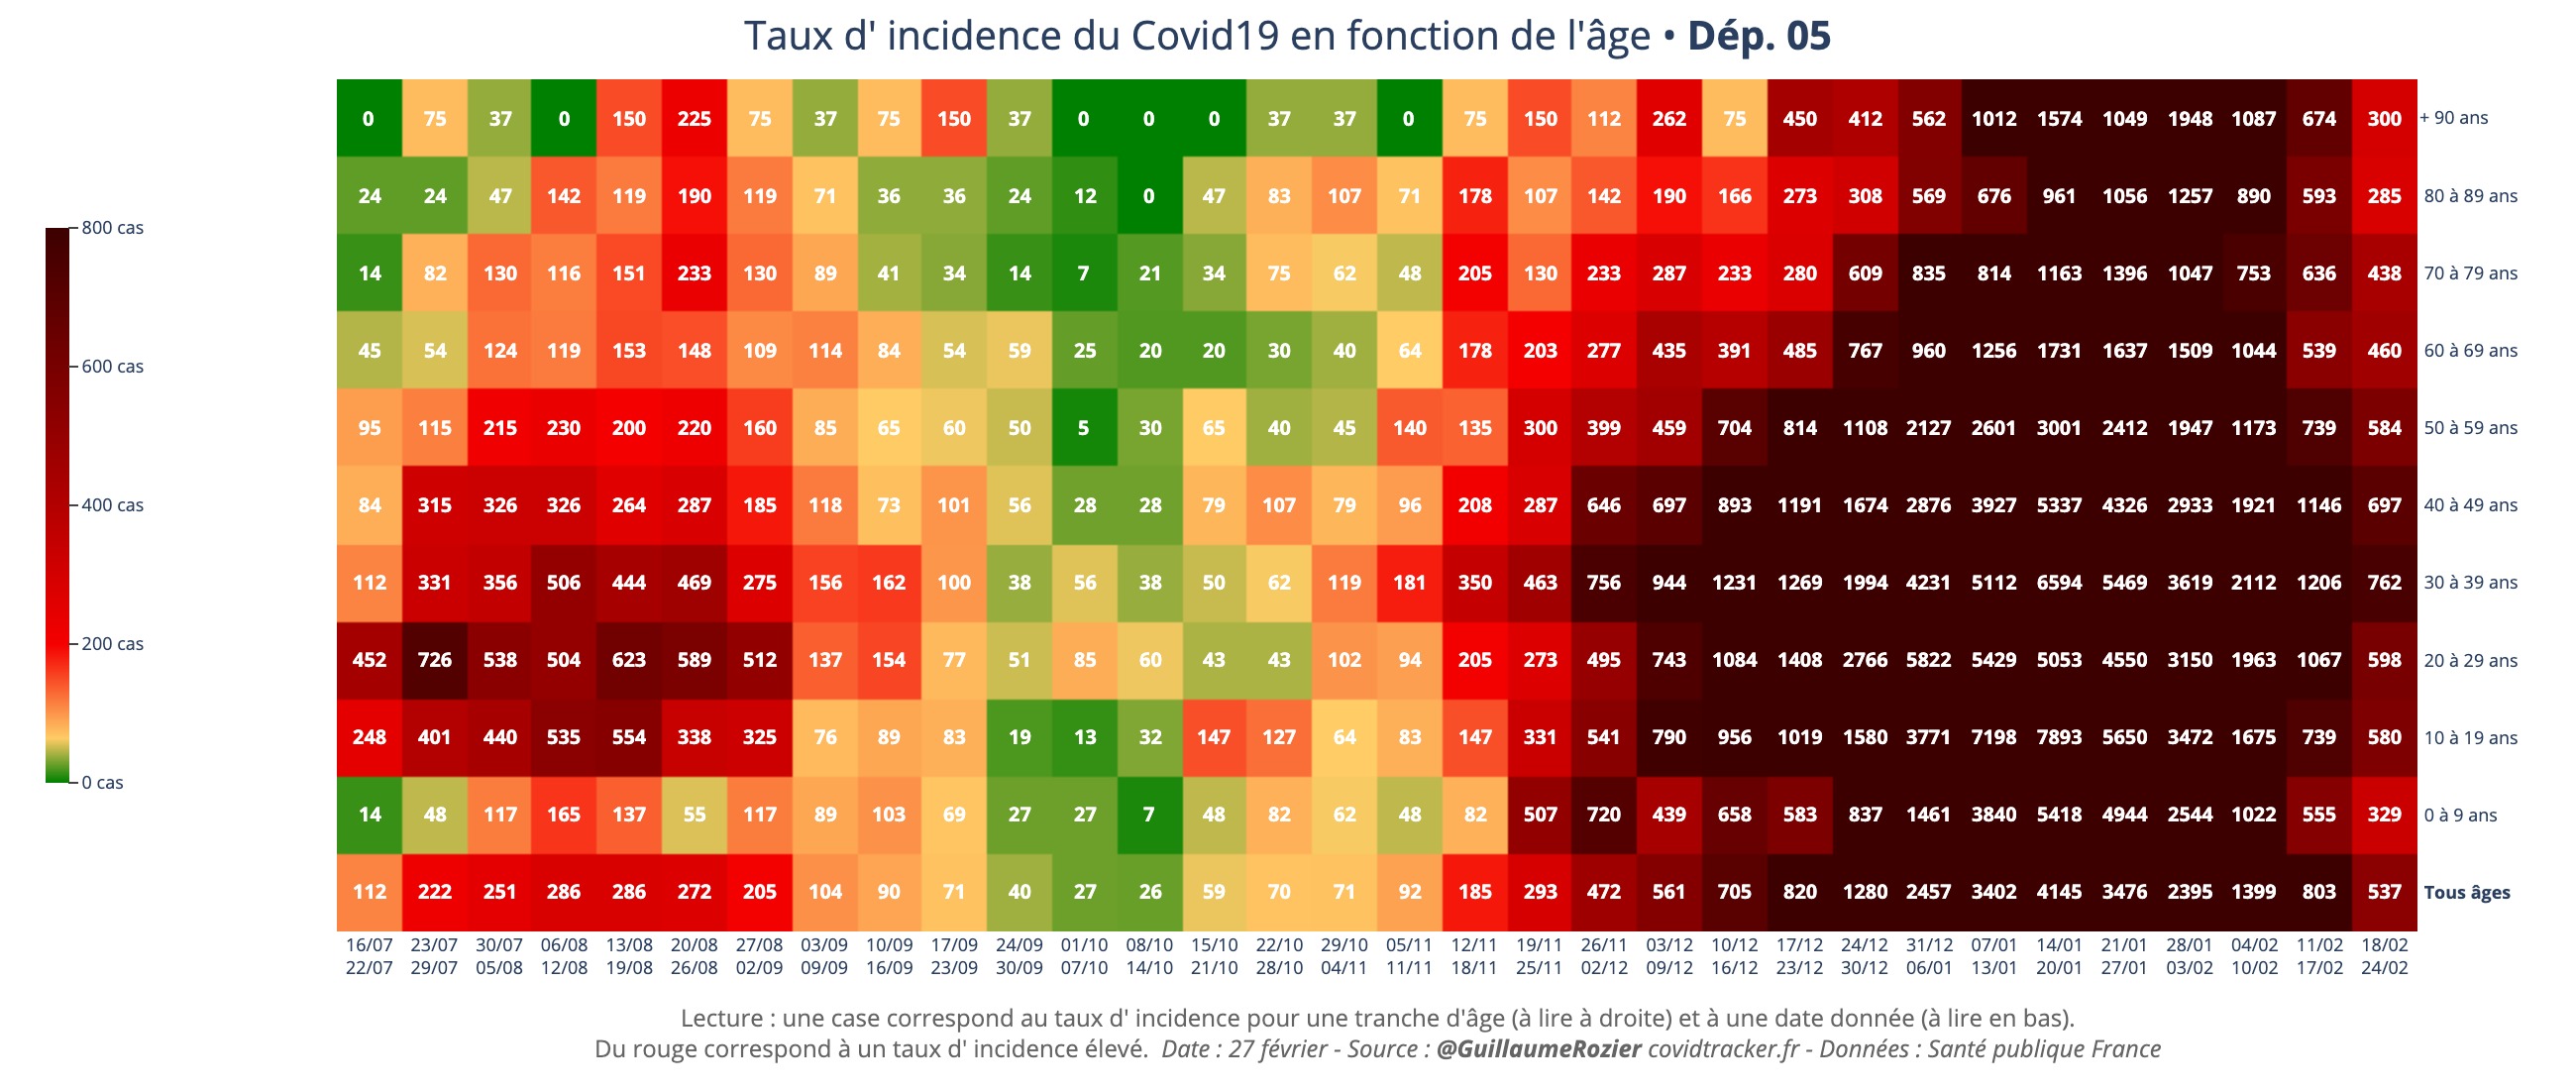 Taux d' incidence du Covid19 en fonction de l'âge • Dép. 05
800 cas
600 cas
400 cas
200 cas
0 cas
0 75 37 0 150 225 75 37 75 150 37 0 0 0 37 37 0 75 150 112 262 75 450 412 562 1012 1574 1049 1948 1087 674 300 + 90 ans
24 24 47 142 119 190 119 71 36 36 24 12 0 47 83 107 71 178 107 142 190 166 273 308 569 676 961 1056 1257 890 593 285 80 à 89 ans
14 82 130 116 151 233 130 89 41 34 14 7 21 34 75 62 48 205 130 233 287 233 280 609 835 814 1163 1396 1047 753 636 438 70 à 79 ans
45 54 124 119 153 148 109 114 84 54 59 25 20 20 30 40 64 178 203 277 435 391 485 767 960 1256 1731 1637 1509 1044 539 460 60 à 69 ans
95 115 215 230 200 220 160 85 65 60 50 5 30 65 40 45 140 135 300 399 459 704 814 1108 2127 2601 3001 2412 1947 1173 739 584 50 à 59 ans
84 315 326 326 264 287 185 118 73 101 56 28 28 79 107 79 96 208 287 646 697 893 1191 1674 2876 3927 5337 4326 2933 1921 1146 697 40 à 49 ans
112 331 356 506 444 469 275 156 162 100 38 56 38 50 62 119 181 350 463 756 944 1231 1269 1994 4231 5112 6594 5469 3619 2112 1206 762 30 à 39 ans
452 726 538 504 623 589 512 137 154 77 51 85 60 43 43 102 94 205 273 495 743 1084 1408 2766 5822 5429 5053 4550 3150 1963 1067 598 20 à 29 ans
248 401 440 535 554 338 325 76 89 83 19 13 32 147 127 64 83 147 331 541 790 956 1019 1580 3771 7198 7893 5650 3472 1675 739 580 10 à 19 ans
14 48 117 165 137 55 117 89 103 69 27 27 7 48 82 62 48 82 507 720 439 658 583 837 1461 3840 5418 4944 2544 1022 555 329 0 à 9 ans
112 222 251 286 286 272 205 104 90 71 40 27 26 59 70 71 92 185 293 472 561 705 820 1280 2457 3402 4145 3476 2395 1399 803 537 Tous âges
16/07 23/07 30/07 06/08 13/08 20/08 27/08 03/09 10/09 17/09 24/09 01/10 08/10 15/10 22/10 29/10 05/11 12/11 19/11 26/11 03/12 10/12 17/12 24/12 31/12 07/01 14/01 21/01 28/01 04/02 11/02 18/02
22/07 29/07 05/08 12/08 19/08 26/08 02/09 09/09 16/09 23/09 30/09 07/10 14/10 21/10 28/10 04/11 11/11 18/11 25/11 02/12 09/12 16/12 23/12 30/12 06/01 13/01 20/01 27/01 03/02 10/02 17/02 24/02
Lecture : une case correspond au taux d' incidence pour une tranche d'âge (à lire à droite) et à une date donnée (à lire en bas).
Du rouge correspond à un taux d' incidence élevé. Date : 27 février - Source : @GuillaumeRozier covidtracker.fr - Données : Santé publique France